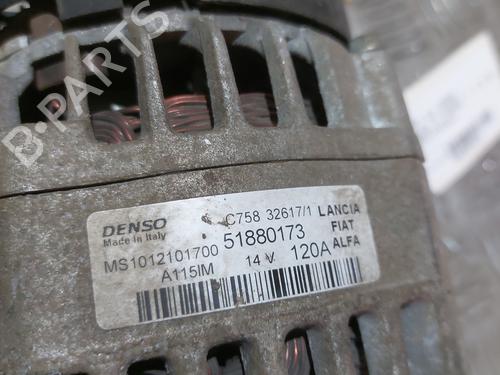 B-PARTS
DENSO C758 32617/1 LANCIA
Made in Italy 51880173 FIAT
MS1012101700 14 V 120A ALFA
A115IM